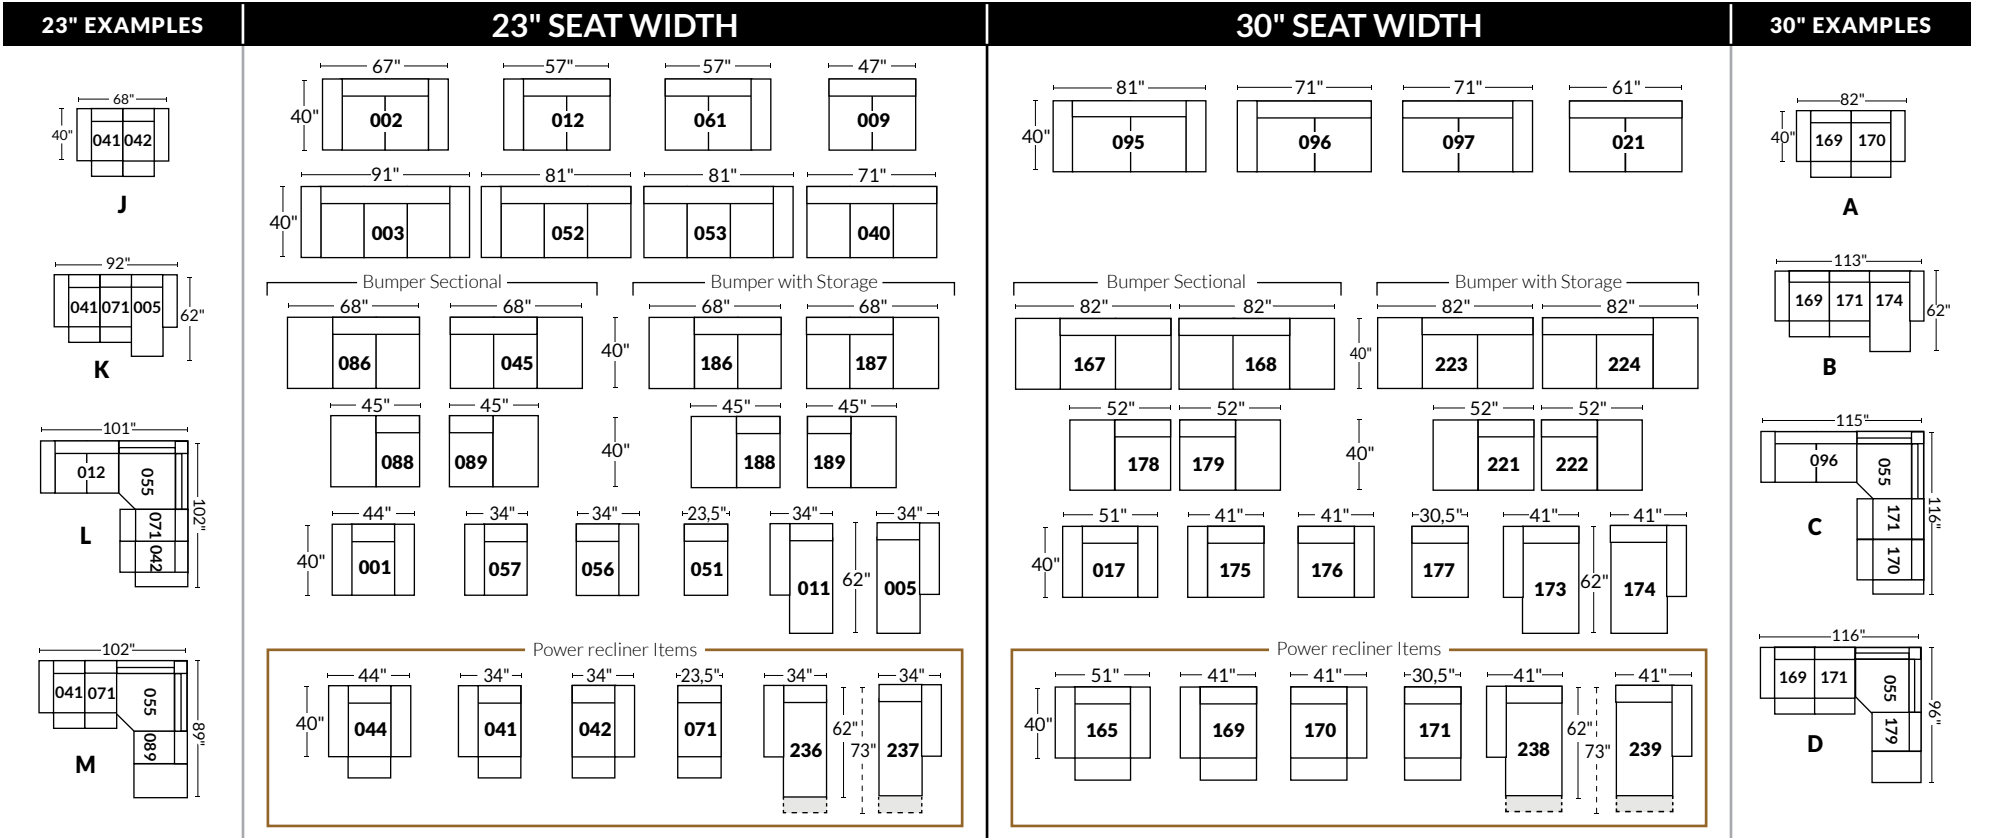 23" EXAMPLES
23" SEAT WIDTH
30" SEAT WIDTH
30" EXAMPLES
68"
40"
041 042
J
92"
041 071 005
62"
K
101"
012
055
102"
071
042
L
102"
041 071
055
89"
089
M
67" 57" 57" 47"
40" 002 012 061 009
91" 81" 81" 71"
40" 003 052 053 040
Bumper Sectional Bumper with Storage
68" 68" 68" 68"
086 045 40" 186 187
45" 45" 45" 45"
088 089 40" 188 189
44" 34" 34" 23,5" 34" 34"
40" 001 057 056 051 011 62" 005
Power recliner Items
44" 34" 34" 23,5" 34" 34"
40" 044 041 042 071 236 62" 73" 237
81" 71" 71" 61"
40" 095 096 097 021
Bumper Sectional Bumper with Storage
82" 82" 82" 82"
167 168 40" 223 224
52" 52" 52" 52"
178 179 40" 221 222
51" 41" 41" 30,5" 41" 41"
40" 017 175 176 177 173 62" 174
Power recliner Items
51" 41" 41" 30,5" 41" 41"
40" 165 169 170 171 238 62" 73" 239
82"
40" 169 170
A
113"
169 171 174
62"
B
115"
096
055
116"
171
170
C
116"
169 171
055
96"
179
D